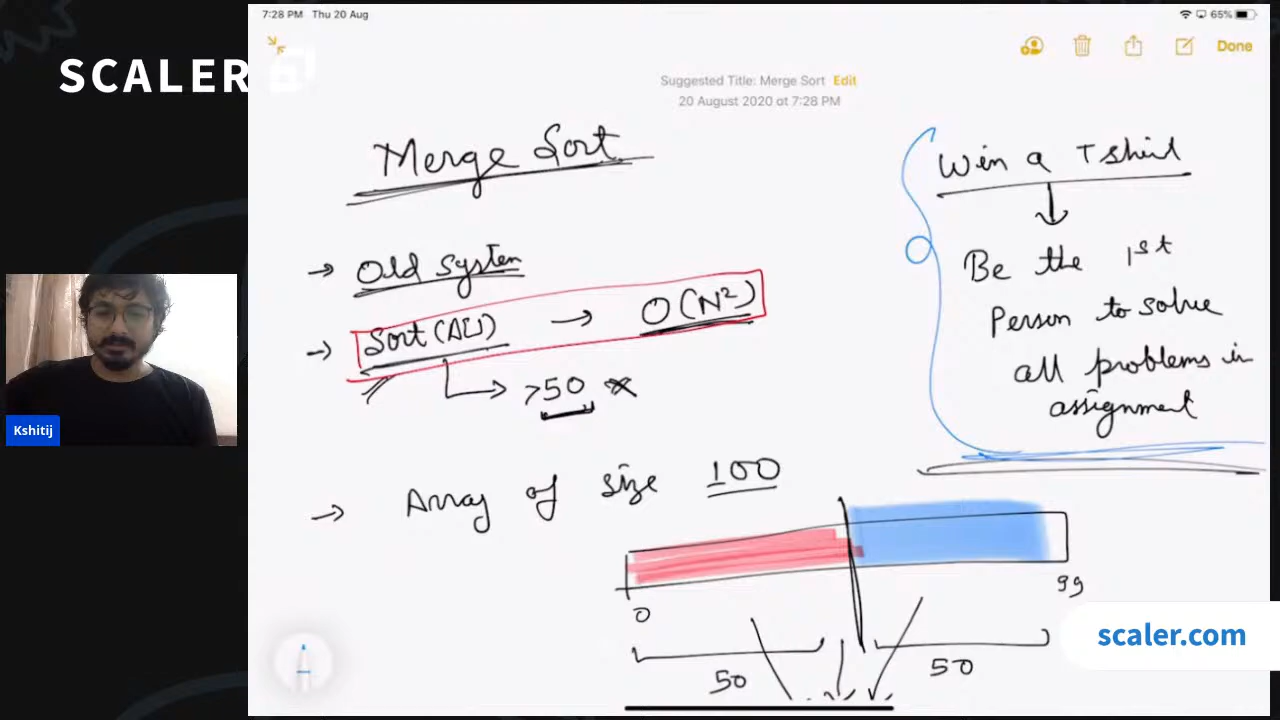 7:28 PM Thu 20 Aug
65%
SCALER
Done
Suggested Title: Merge Sort Edit
20 August 2020 at 7:28 PM
Merge Sort
→ Old System
→ Sort(A[]) → O(N²)
>50 ×
Win a Tshirt
Be the 1st
Person to solve
all problems in
assignment
→ Array of size 100
0
99
50
50
Kshitij
scaler.com